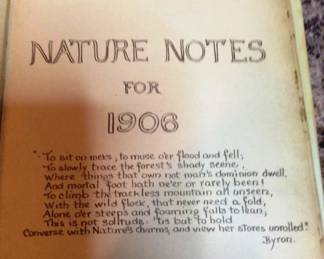 NATURE NOTES
FOR
1906
"To sit on rocks, to muse o'er flood and fell;
To slowly trace the forest's shady scene,
Where things that own not man's dominion dwell,
And mortal foot hath ne'er or rarely been!
To climb the trackless mountain all unseen,
With the wild flock, that never need a fold,
Alone o'er steeps and foaming falls to lean;
This is not solitude: 'tis but to hold
Converse with Nature's charms, and view her stores unrolled."
Byron.